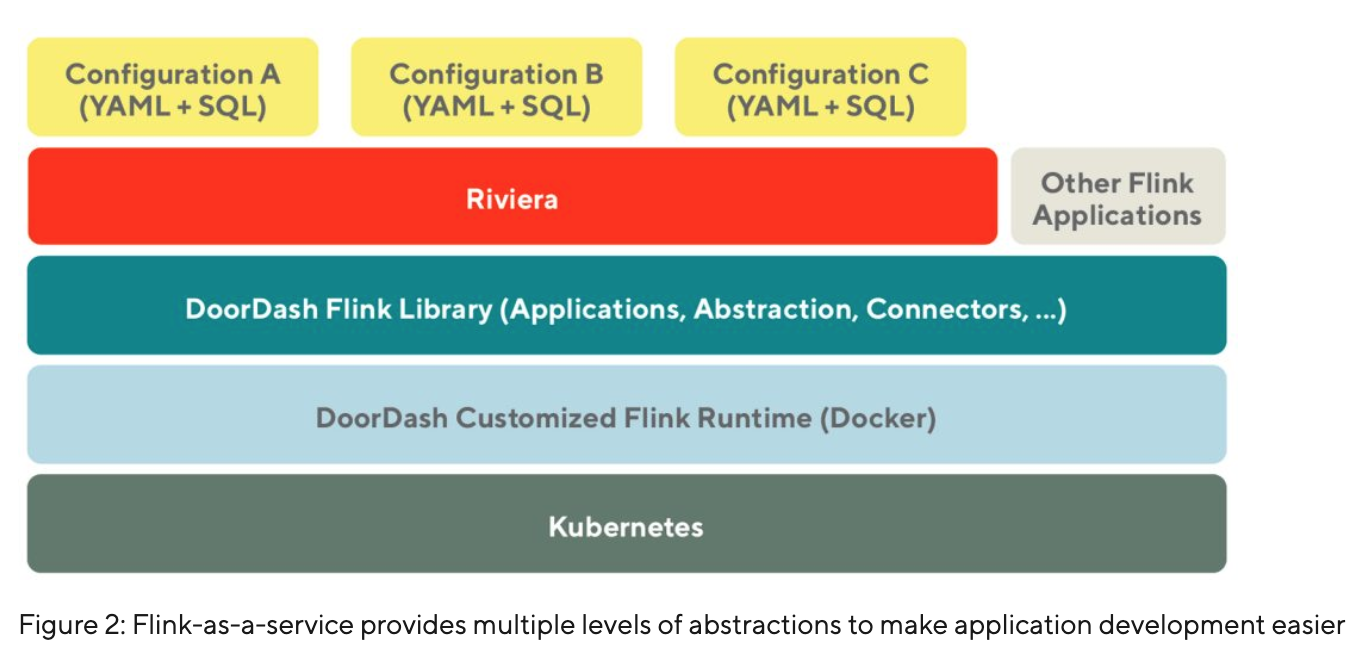 Configuration A
(YAML + SQL)
Configuration B
(YAML + SQL)
Configuration C
(YAML + SQL)
Riviera
Other Flink
Applications
DoorDash Flink Library (Applications, Abstraction, Connectors, ...)
DoorDash Customized Flink Runtime (Docker)
Kubernetes
Figure 2: Flink-as-a-service provides multiple levels of abstractions to make application development easier